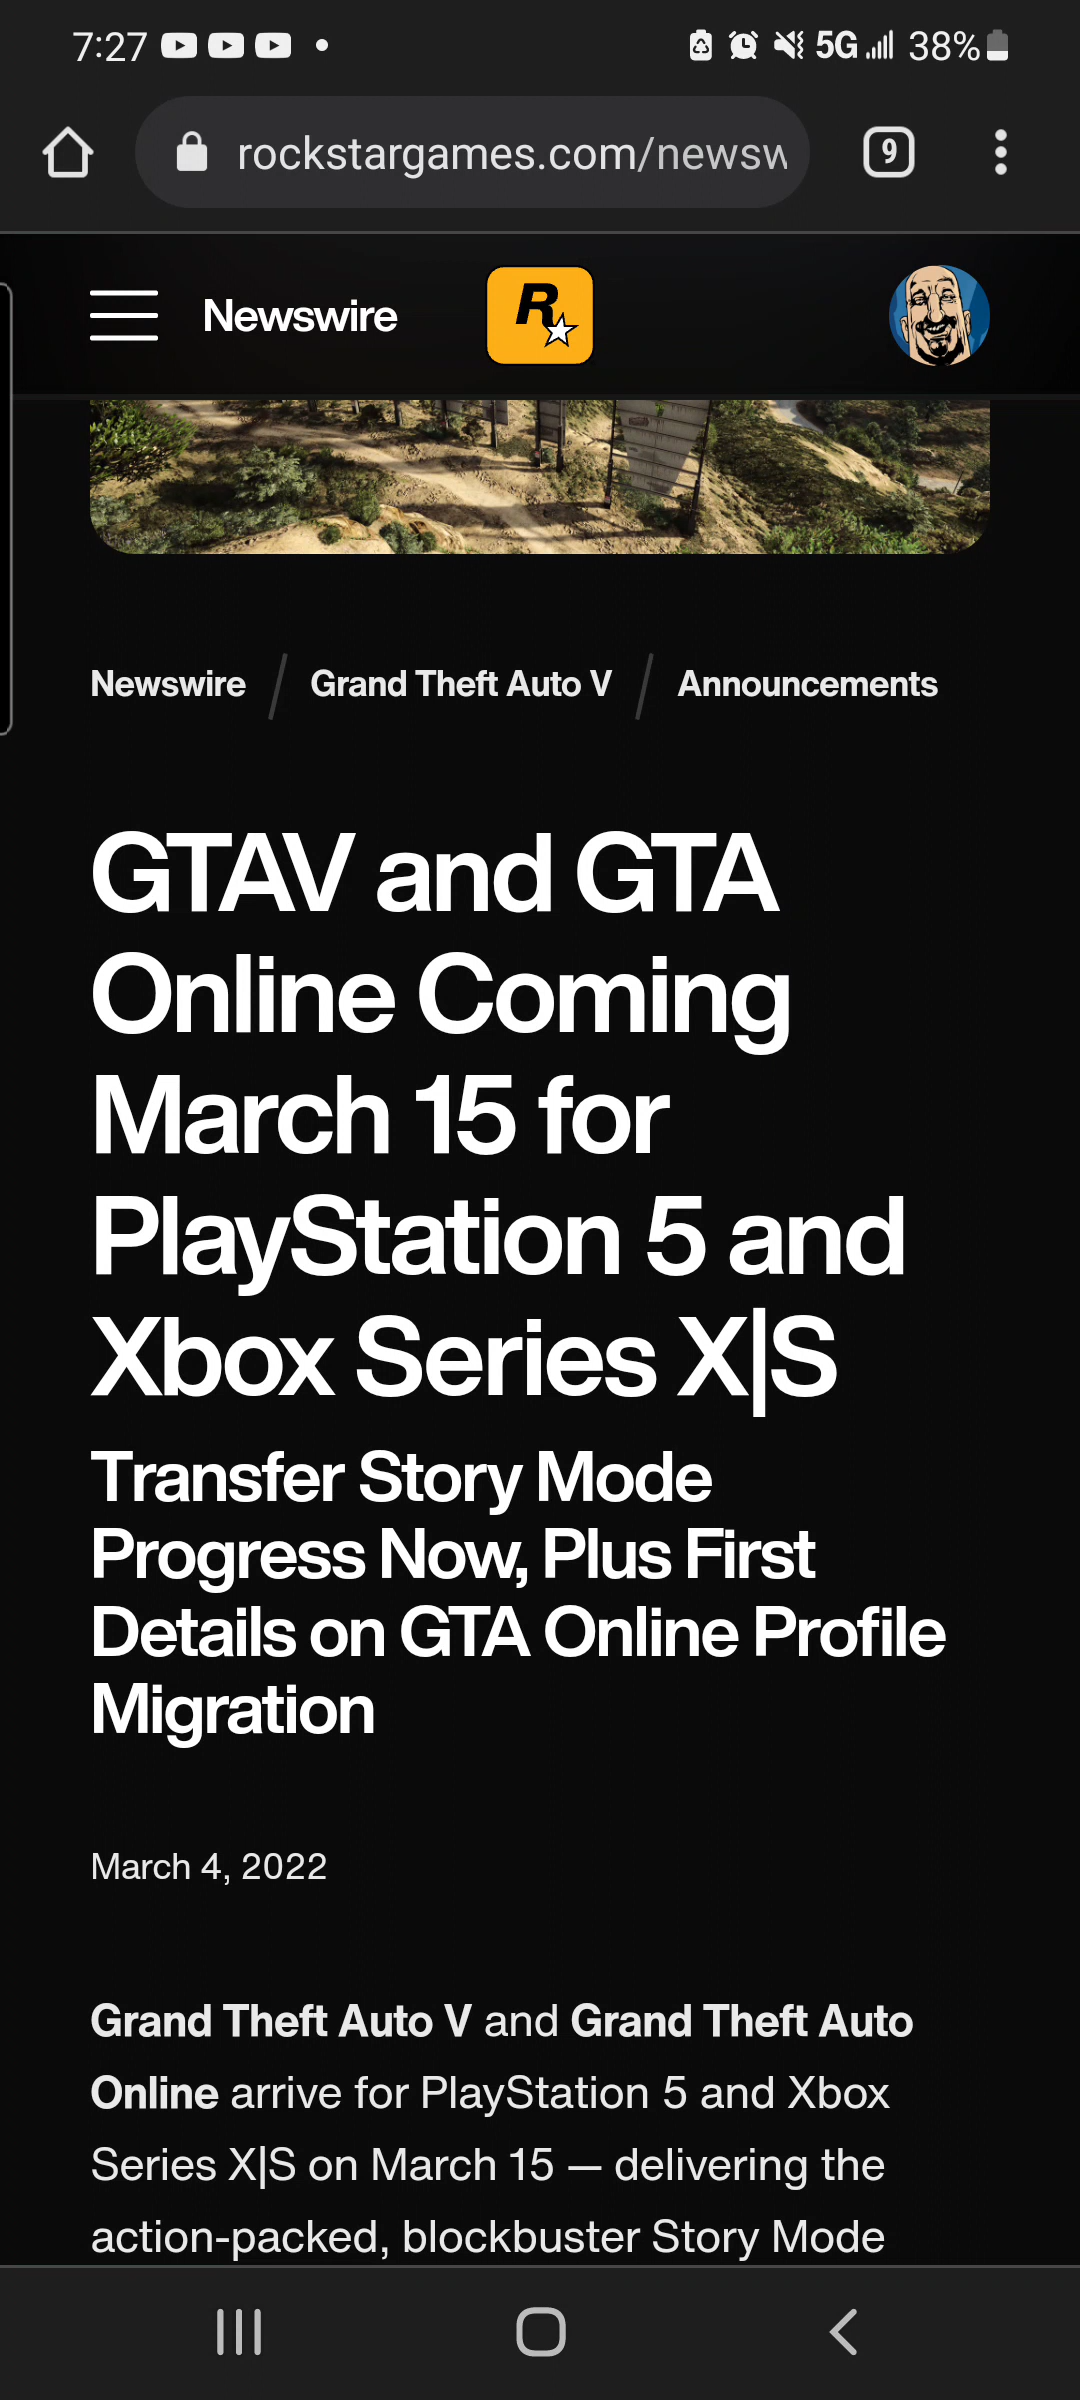 7:27 5G 38%
rockstargames.com/newsw
9
Newswire
R
Newswire / Grand Theft Auto V / Announcements
GTAV and GTA
Online Coming
March 15 for
PlayStation 5 and
Xbox Series X|S
Transfer Story Mode
Progress Now, Plus First
Details on GTA Online Profile
Migration
March 4, 2022
Grand Theft Auto V and Grand Theft Auto
Online arrive for PlayStation 5 and Xbox
Series X|S on March 15 — delivering the
action-packed, blockbuster Story Mode